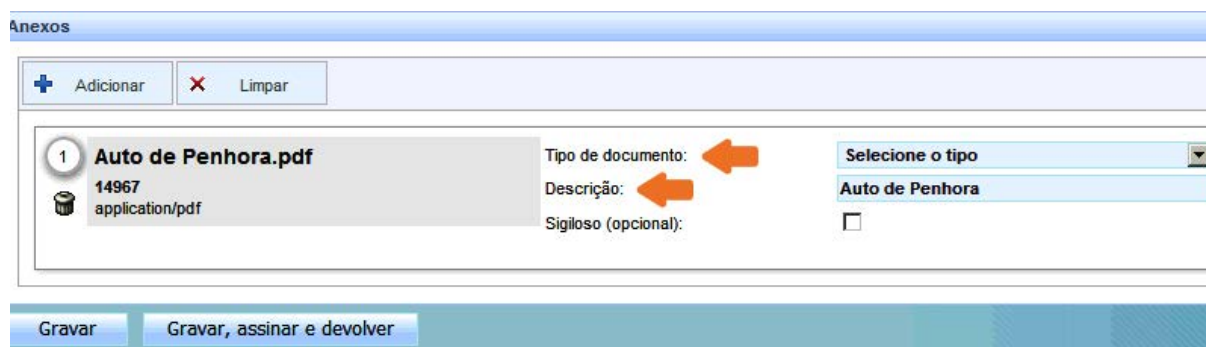 Anexos
Adicionar Limpar
1 Auto de Penhora.pdf Tipo de documento: Selecione o tipo
14967 Descrição: Auto de Penhora
application/pdf
Sigiloso (opcional):
Gravar Gravar, assinar e devolver